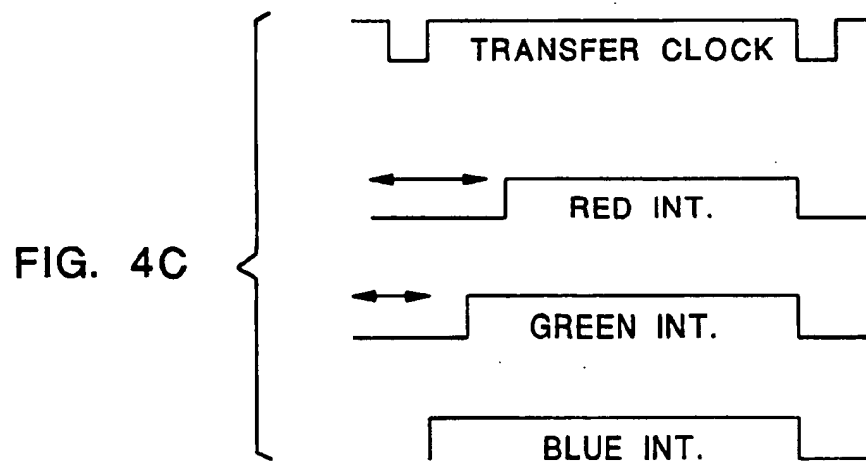 TRANSFER CLOCK
RED INT.
FIG. 4C
GREEN INT.
BLUE INT.